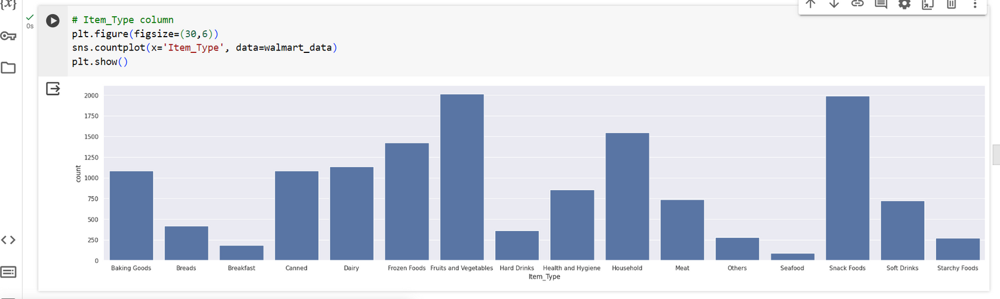 {x}
0s
# Item_Type column
plt.figure(figsize=(30,6))
sns.countplot(x='Item_Type', data=walmart_data)
plt.show()
2000
1750
1500
1250
1000
750
500
250
0
count
Baking Goods Breads Breakfast Canned Dairy Frozen Foods Fruits and Vegetables Hard Drinks Health and Hygiene Household Meat Others Seafood Snack Foods Soft Drinks Starchy Foods
Item_Type